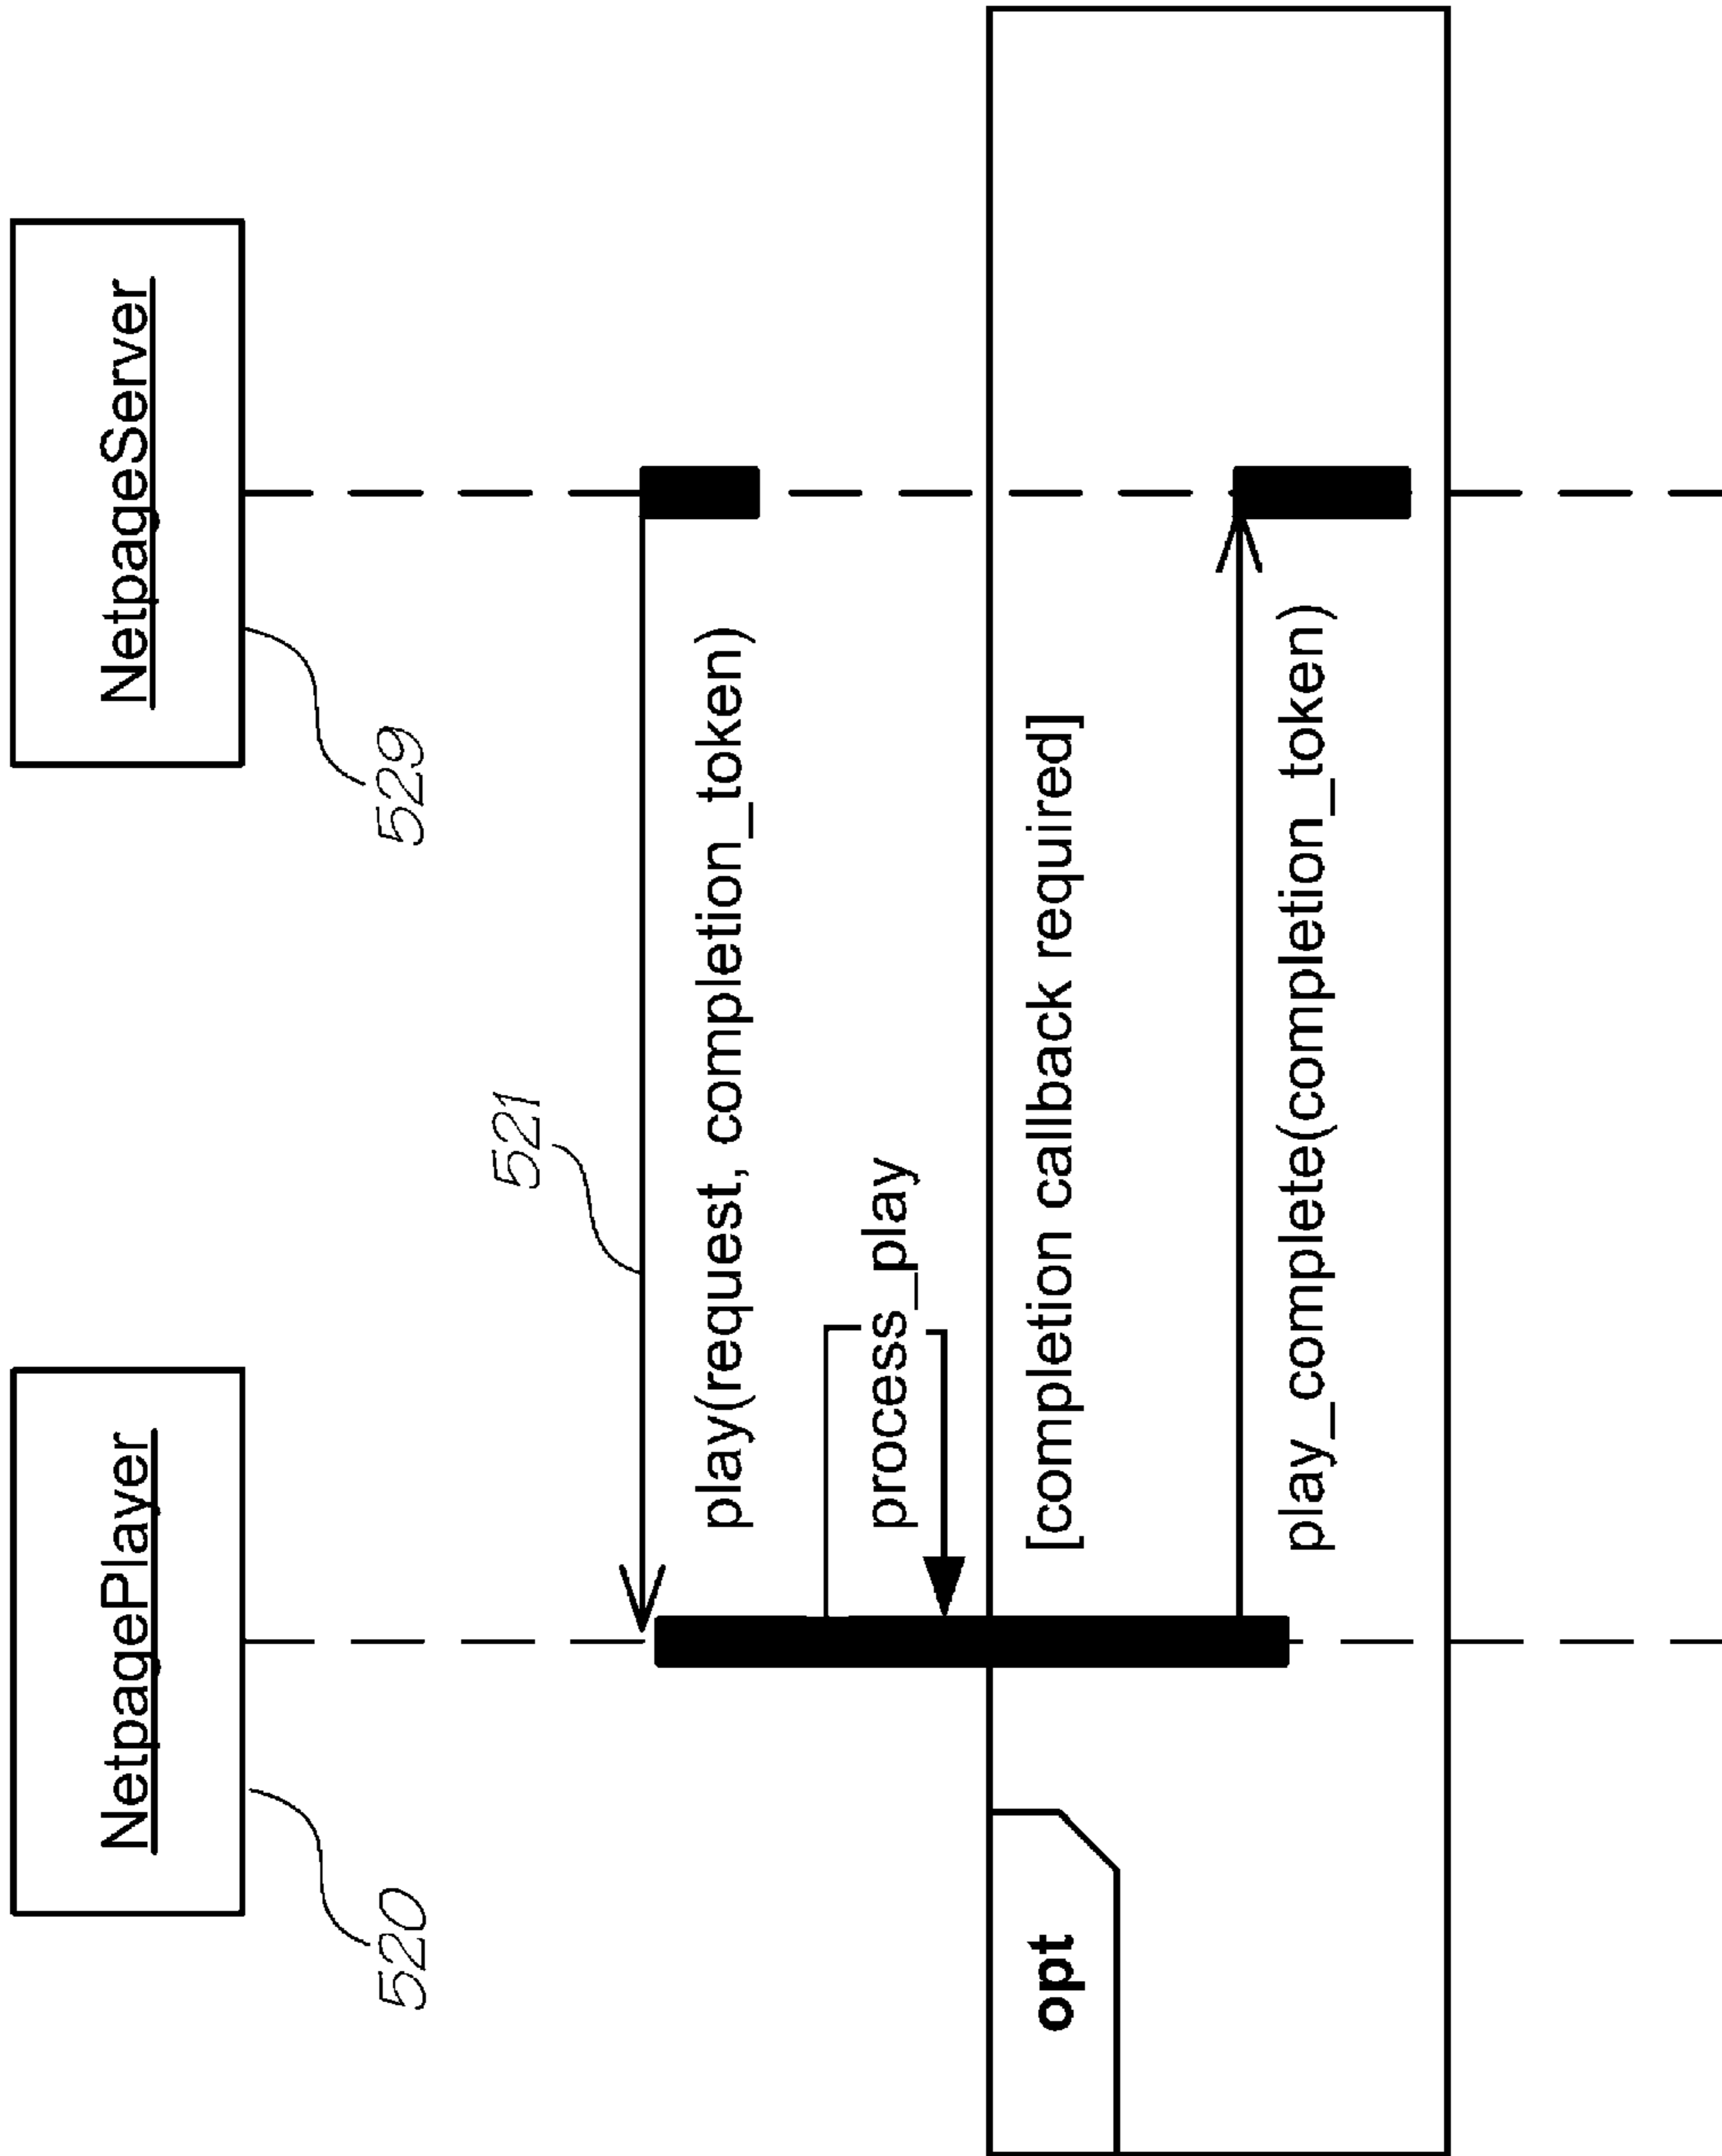 NetpagePlayer
NetpageServer
520
529
521
play(request, completion_token)
process_play
opt
[completion callback required]
play_complete(completion_token)